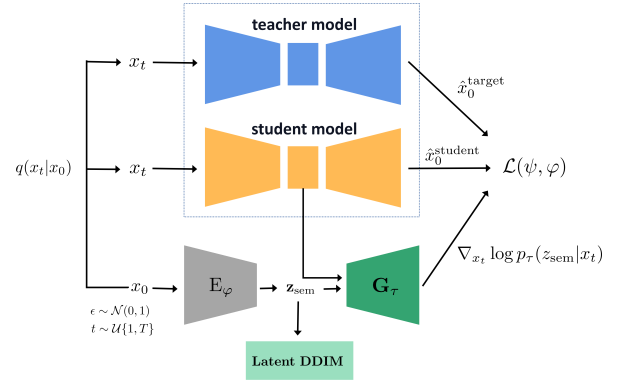 teacher model
x_t
x̂_0^target
student model
q(x_t|x_0)
x_t
x̂_0^student
ℒ(ψ, φ)
∇_{x_t} log p_τ(z_sem|x_t)
x_0
E_φ
z_sem
G_τ
ϵ ∼ 𝒩(0, 1)
t ∼ 𝒰{1, T}
Latent DDIM